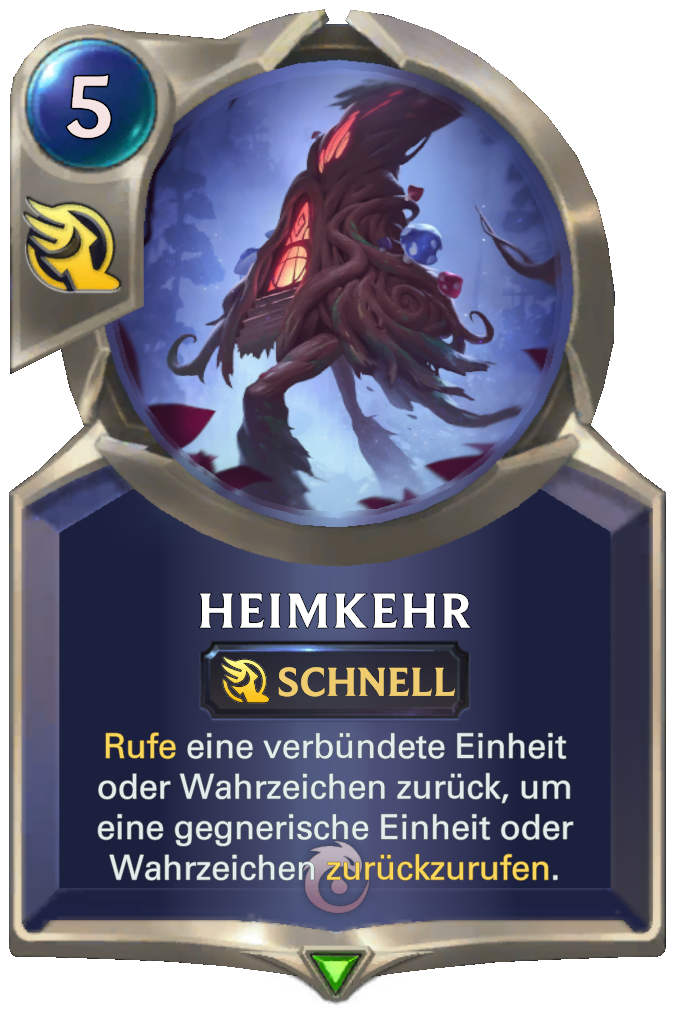 5
HEIMKEHR
SCHNELL
Rufe eine verbündete Einheit
oder Wahrzeichen zurück, um
eine gegnerische Einheit oder
Wahrzeichen zurückzurufen.